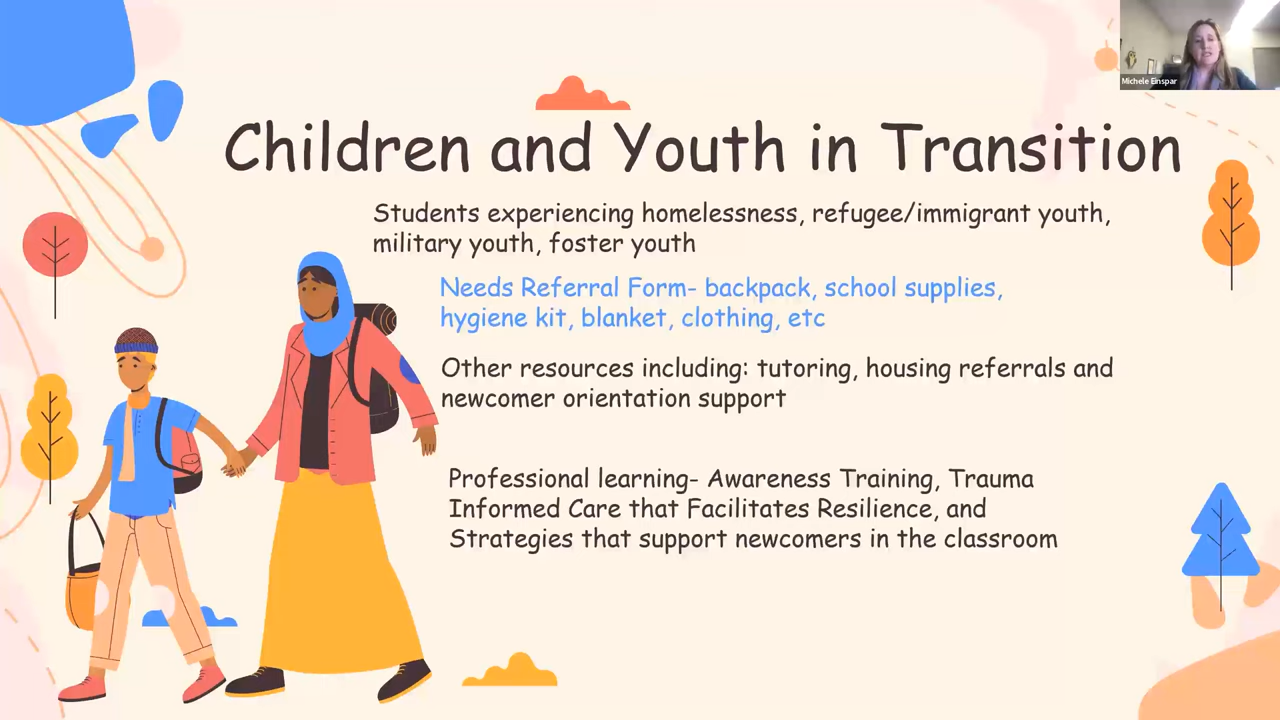 Michele Einspar
Children and Youth in Transition
Students experiencing homelessness, refugee/immigrant youth,
military youth, foster youth
Needs Referral Form- backpack, school supplies,
hygiene kit, blanket, clothing, etc
Other resources including: tutoring, housing referrals and
newcomer orientation support
Professional learning- Awareness Training, Trauma
Informed Care that Facilitates Resilience, and
Strategies that support newcomers in the classroom